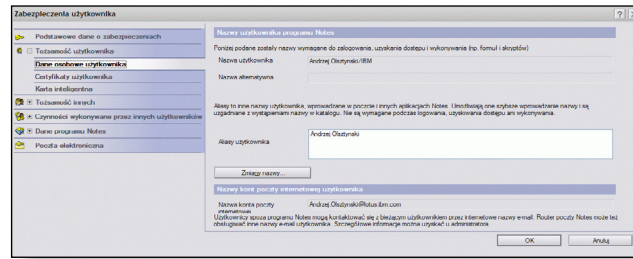 Zabezpieczenia użytkownika
?
Podstawowe dane o zabezpieczeniach
Tożsamość użytkownika
Dane osobowe użytkownika
Certyfikaty użytkownika
Karta inteligentna
Tożsamość innych
Czynności wykonywane przez innych użytkowników
Dane programu Notes
Poczta elektroniczna
Nazwy użytkownika programu Notes
Poniżej podane zostały nazwy wymagane do zalogowania, uzyskania dostępu i wykonywania (np. formuł i skryptów)
Nazwa użytkownika
Andrzej Olsztynski/IBM
Nazwa alternatywna
Aliasy to inne nazwy użytkownika, wprowadzane w poczcie i innych aplikacjach Notes. Umożliwiają one szybsze wprowadzanie nazwy i są
uzgadniane z wystąpieniami nazwy w katalogu. Nie są wymagane podczas logowania, uzyskiwania dostępu ani wykonywania.
Aliasy użytkownika
Andrzej Olsztynski
Zmiany nazwy...
Nazwy kont poczty internetowej użytkownika
Nazwa konta poczty
internetowej
Andrzej.Olsztynski@lotus.ibm.com
Użytkownicy spoza programu Notes mogą kontaktować się z bieżącym użytkownikiem przez internetowe nazwy e-mail. Router poczty Notes może też
obsługiwać inne nazwy e-mail użytkownika. Szczegółowe informacje można uzyskać u administratora.
OK
Anuluj